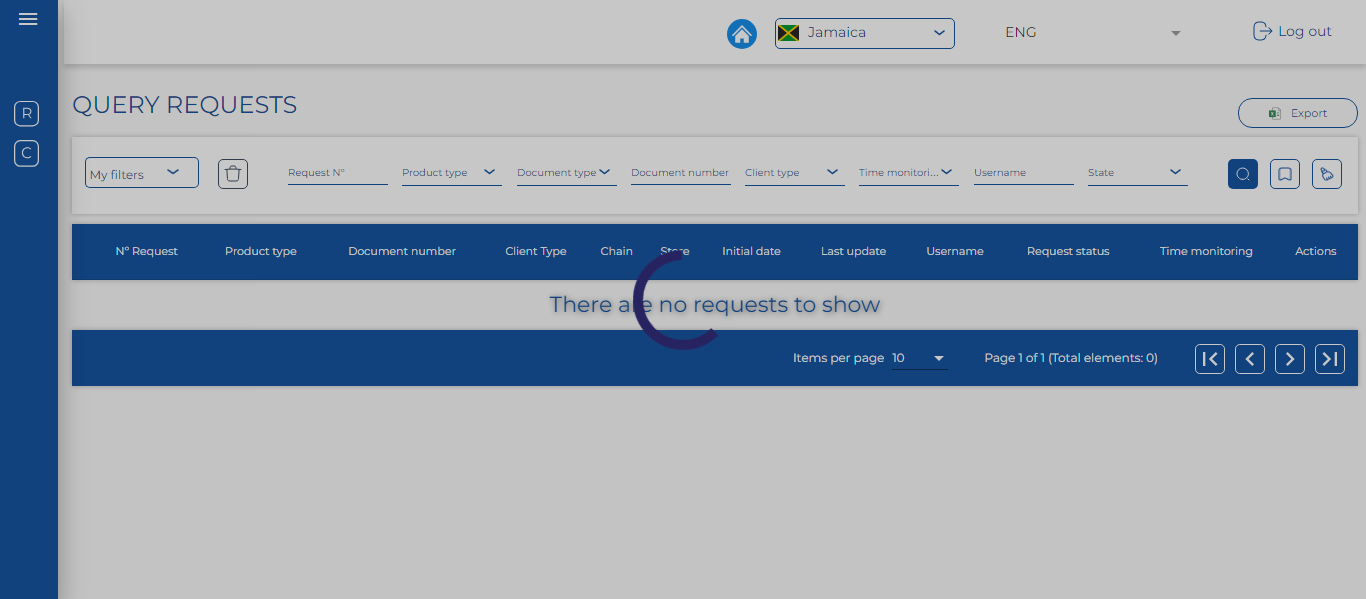 Jamaica
ENG
Log out
R
C
QUERY REQUESTS
Export
My filters
Request Nº
Product type
Document type
Document number
Client type
Time monitori...
Username
State
Nº Request
Product type
Document number
Client Type
Chain
Store
Initial date
Last update
Username
Request status
Time monitoring
Actions
There are no requests to show
Items per page 10
Page 1 of 1 (Total elements: 0)